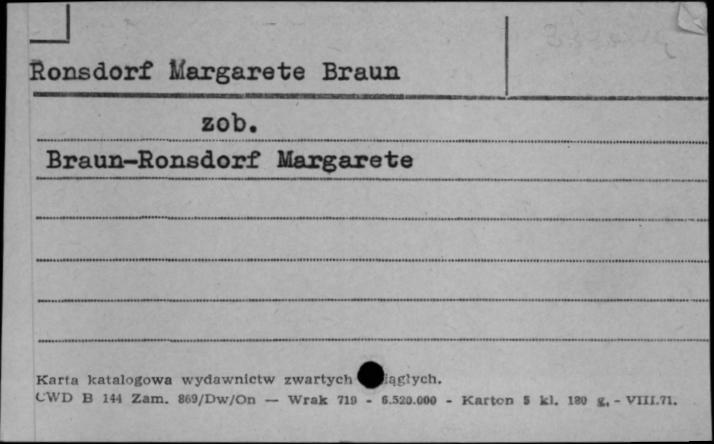 Ronsdorf Margarete Braun
zob.
Braun-Ronsdorf Margarete
Karta katalogowa wydawnictw zwartych iągłych.
CWD B 144 Zam. 869/Dw/On — Wrak 719 - 6.520.000 - Karton 5 kl. 180 g. - VIII.71.